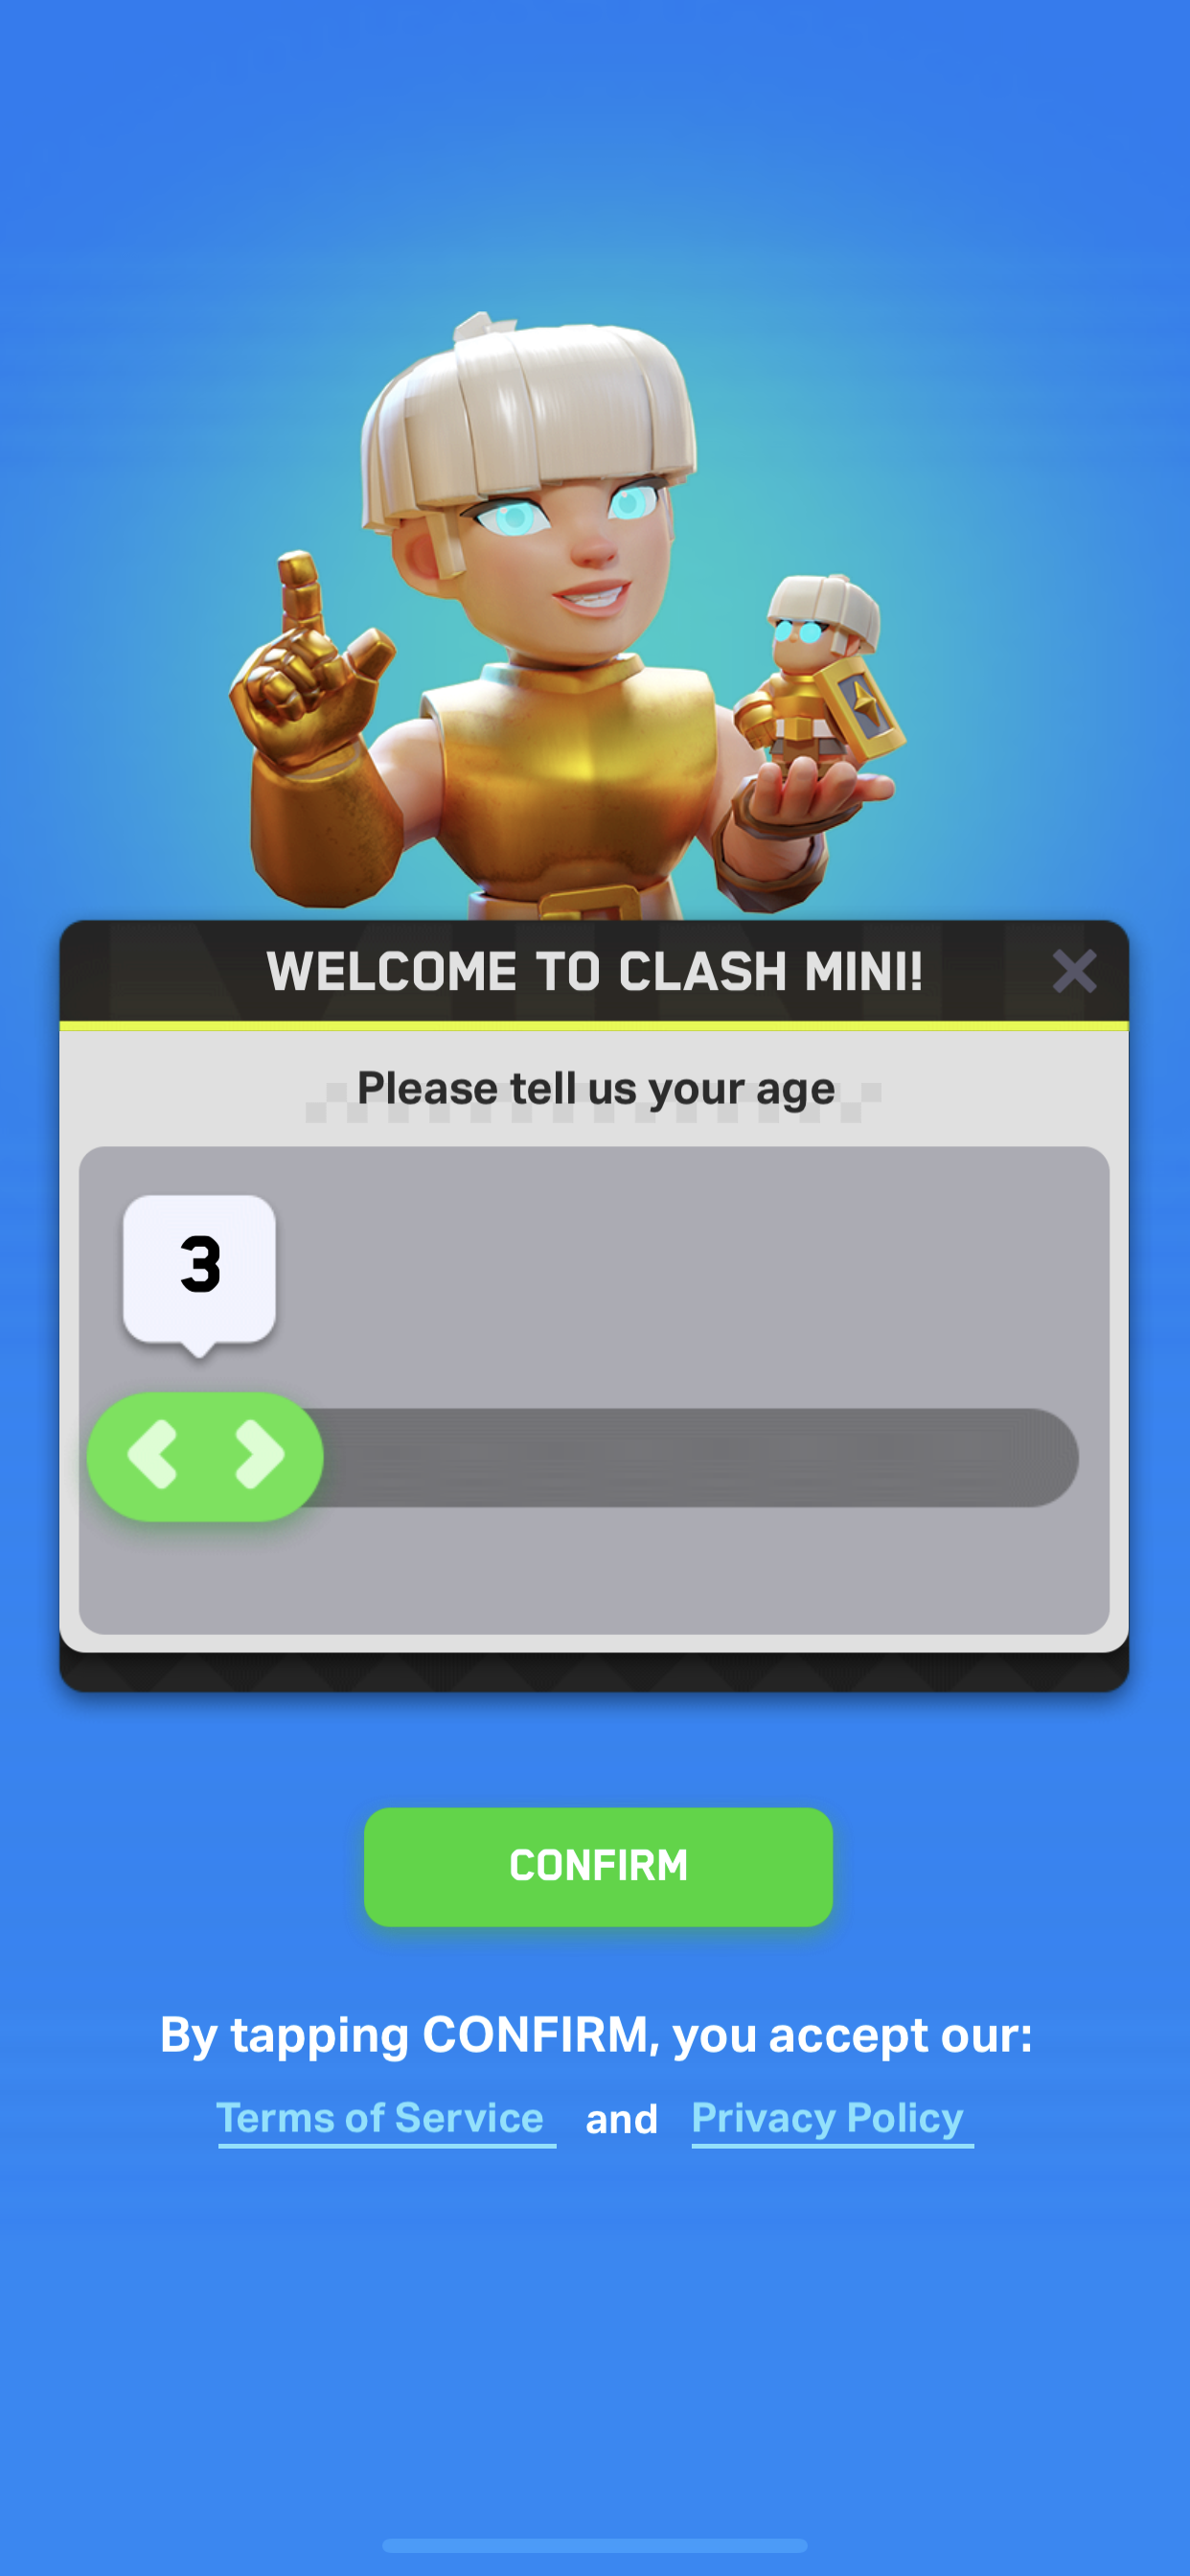 WELCOME TO CLASH MINI!
Please tell us your age
3
CONFIRM
By tapping CONFIRM, you accept our:
Terms of Service and Privacy Policy